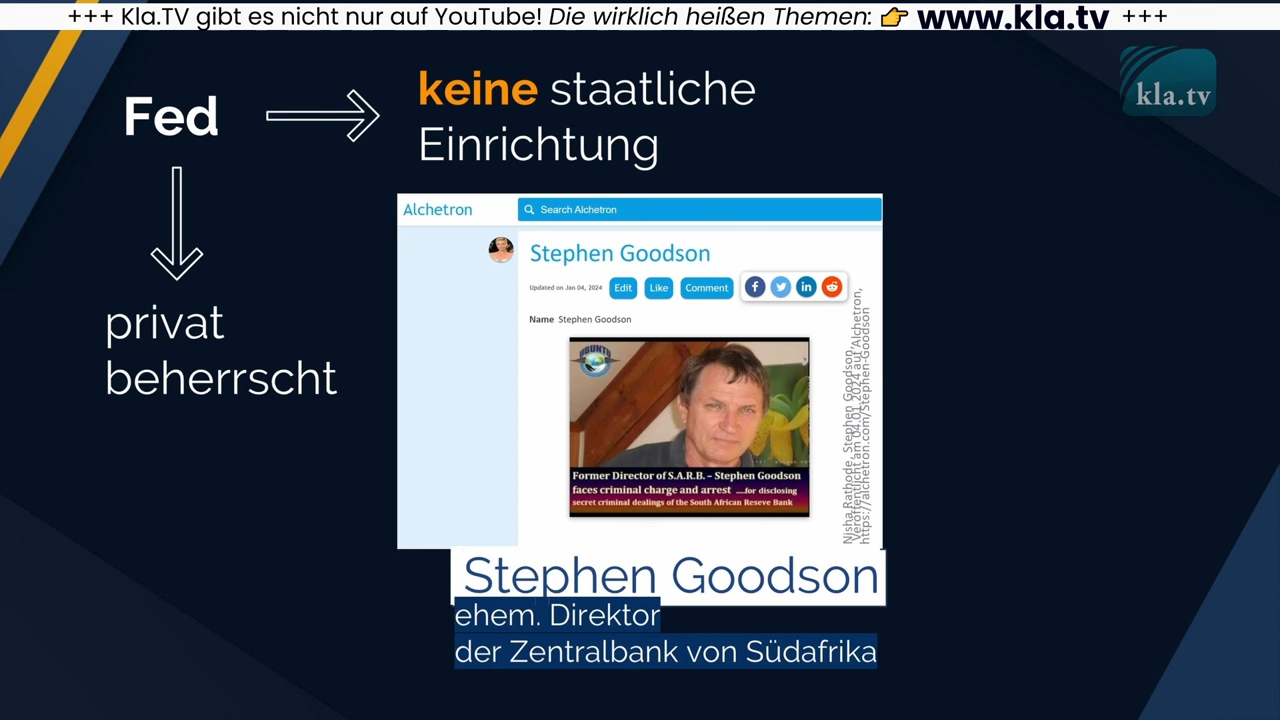 +++ Kla.TV gibt es nicht nur auf YouTube! Die wirklich heißen Themen: 👉 www.kla.tv +++
kla.tv
Fed
keine staatliche
Einrichtung
privat
beherrscht
Alchetron
Search Alchetron
Stephen Goodson
Updated on Jan 04, 2024
Edit
Like
Comment
Name Stephen Goodson
UBUNTU
Former Director of S.A.R.B. – Stephen Goodson
faces criminal charge and arrest ....for disclosing
secret criminal dealings of the South African Reseve Bank
Nisha Rathode, Stephen Goodson,
Veröffentlicht am 04.01.2024 auf Alchetron,
https://alchetron.com/Stephen-Goodson
Stephen Goodson
ehem. Direktor
der Zentralbank von Südafrika